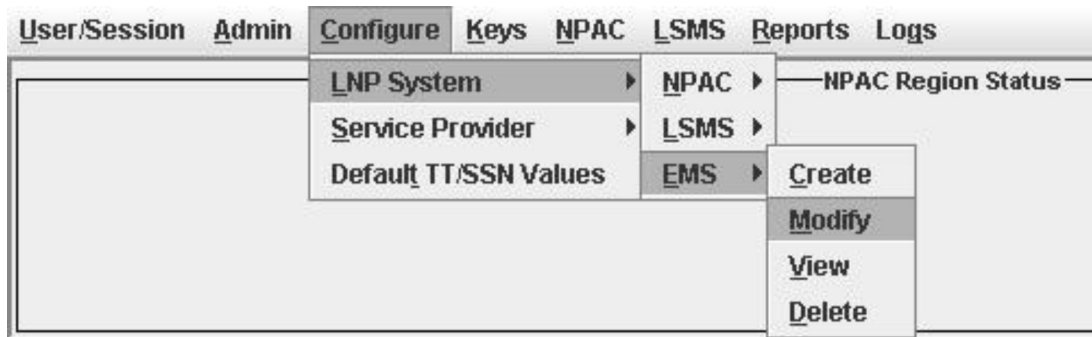 User/Session Admin Configure Keys NPAC LSMS Reports Logs
LNP System NPAC NPAC Region Status
Service Provider LSMS
Default TT/SSN Values EMS Create
Modify
View
Delete